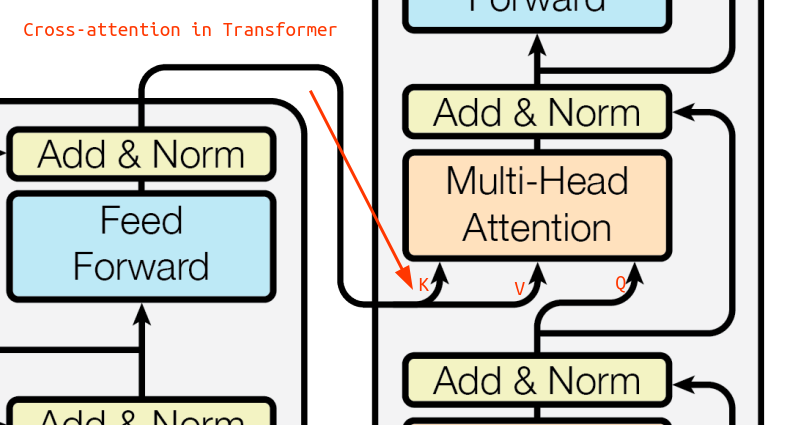 Cross-attention in Transformer
Forward
Add & Norm
Multi-Head
Attention
K
V
Q
Add & Norm
Add & Norm
Feed
Forward
Add & Norm